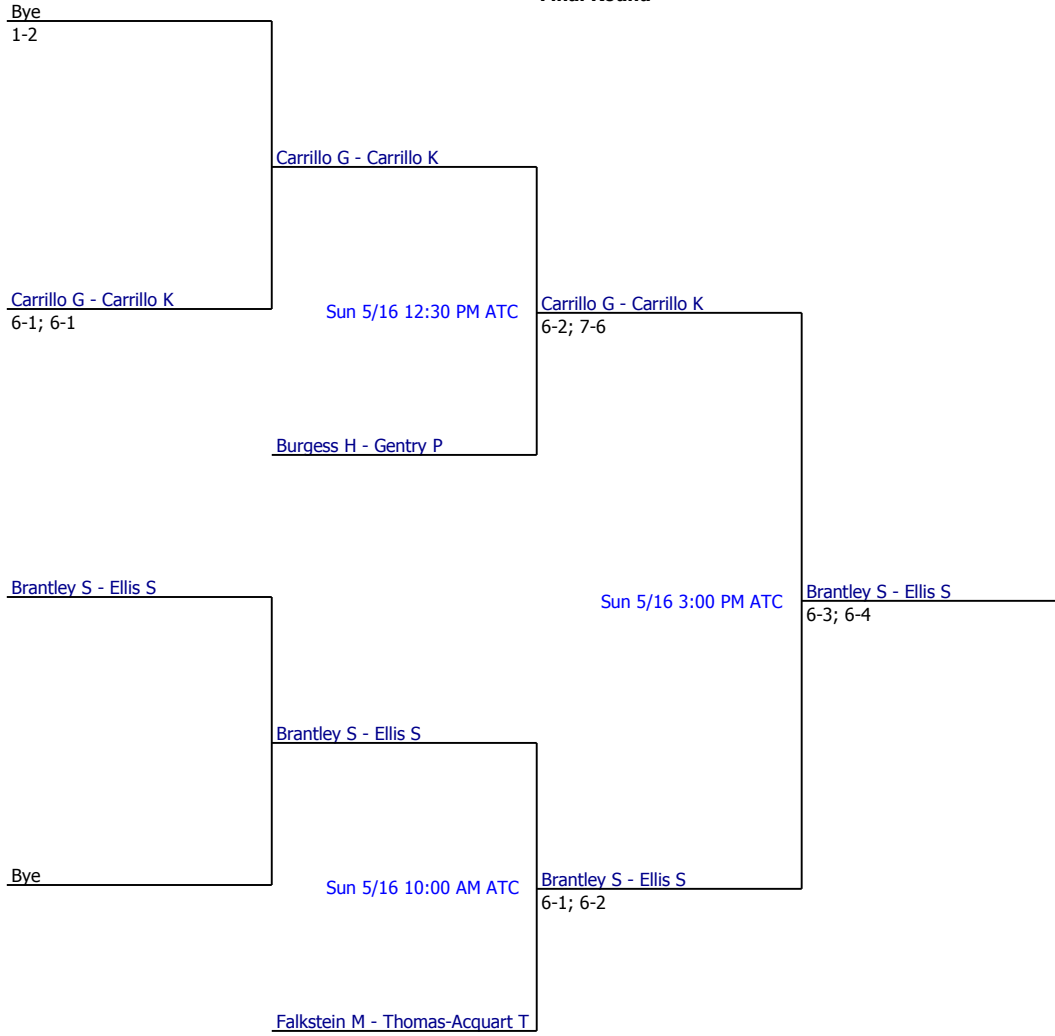 Bye
1-2
Carrillo G - Carrillo K
Carrillo G - Carrillo K
6-1; 6-1
Sun 5/16 12:30 PM ATC
Carrillo G - Carrillo K
6-2; 7-6
Burgess H - Gentry P
Brantley S - Ellis S
Sun 5/16 3:00 PM ATC
Brantley S - Ellis S
6-3; 6-4
Brantley S - Ellis S
Bye
Sun 5/16 10:00 AM ATC
Brantley S - Ellis S
6-1; 6-2
Falkstein M - Thomas-Acquart T